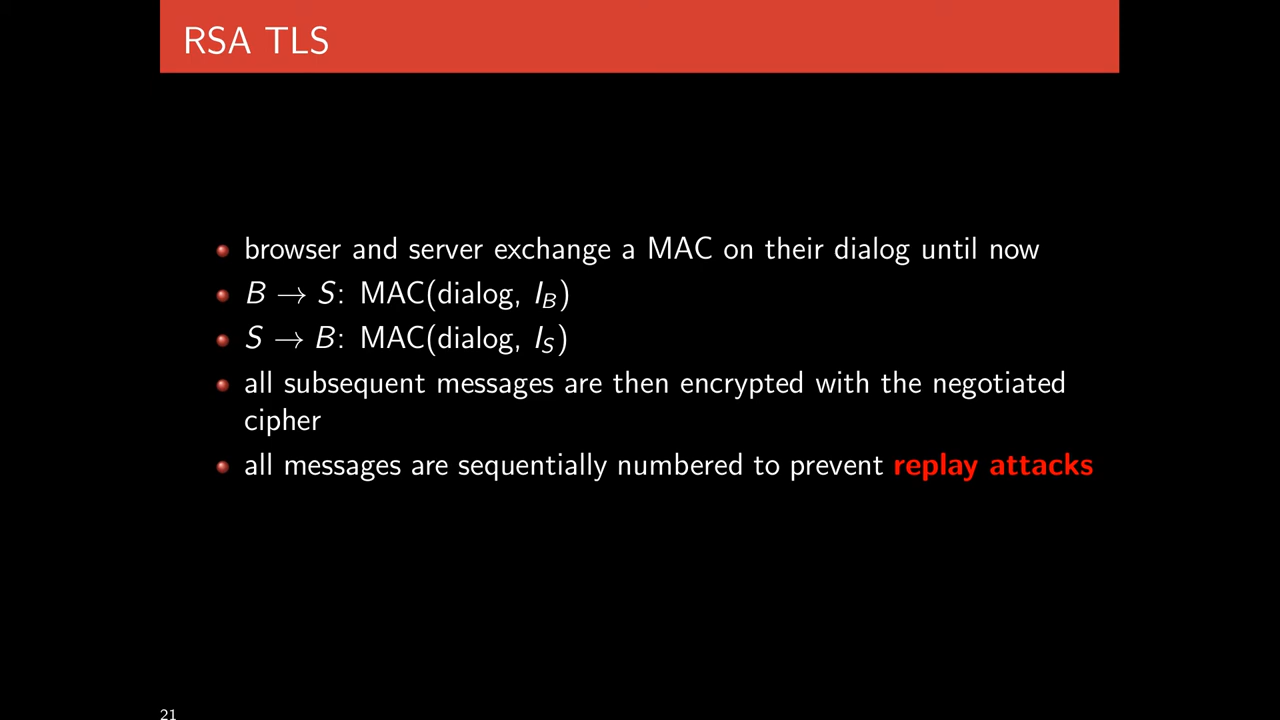 RSA TLS
browser and server exchange a MAC on their dialog until now
B → S: MAC(dialog, I_B)
S → B: MAC(dialog, I_S)
all subsequent messages are then encrypted with the negotiated
cipher
all messages are sequentially numbered to prevent replay attacks
21